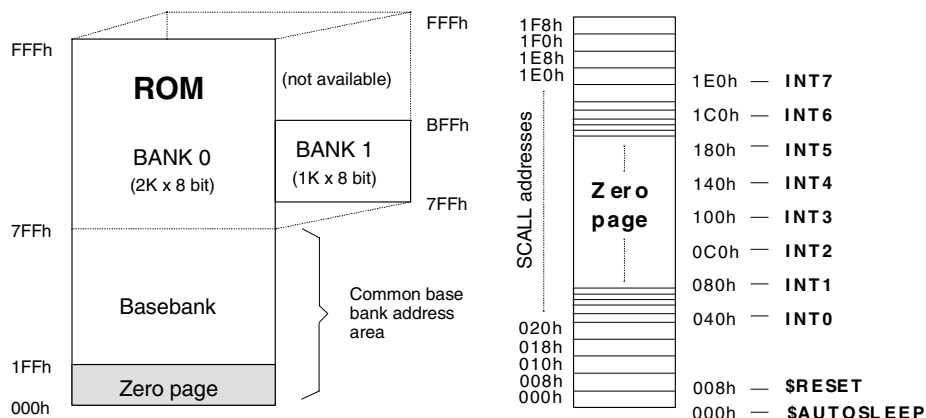 FFFh
FFFh
(not available)
ROM
BFFh
BANK 0
(2K x 8 bit)
BANK 1
(1K x 8 bit)
7FFh
7FFh
Basebank
Common base
bank address
area
1FFh
Zero page
000h
SCALL addresses
1F8h
1F0h
1E8h
1E0h
020h
018h
010h
008h
000h
Zero
page
1E0h — INT7
1C0h — INT6
180h — INT5
140h — INT4
100h — INT3
0C0h — INT2
080h — INT1
040h — INT0
008h — $RESET
000h — $AUTOSLEEP